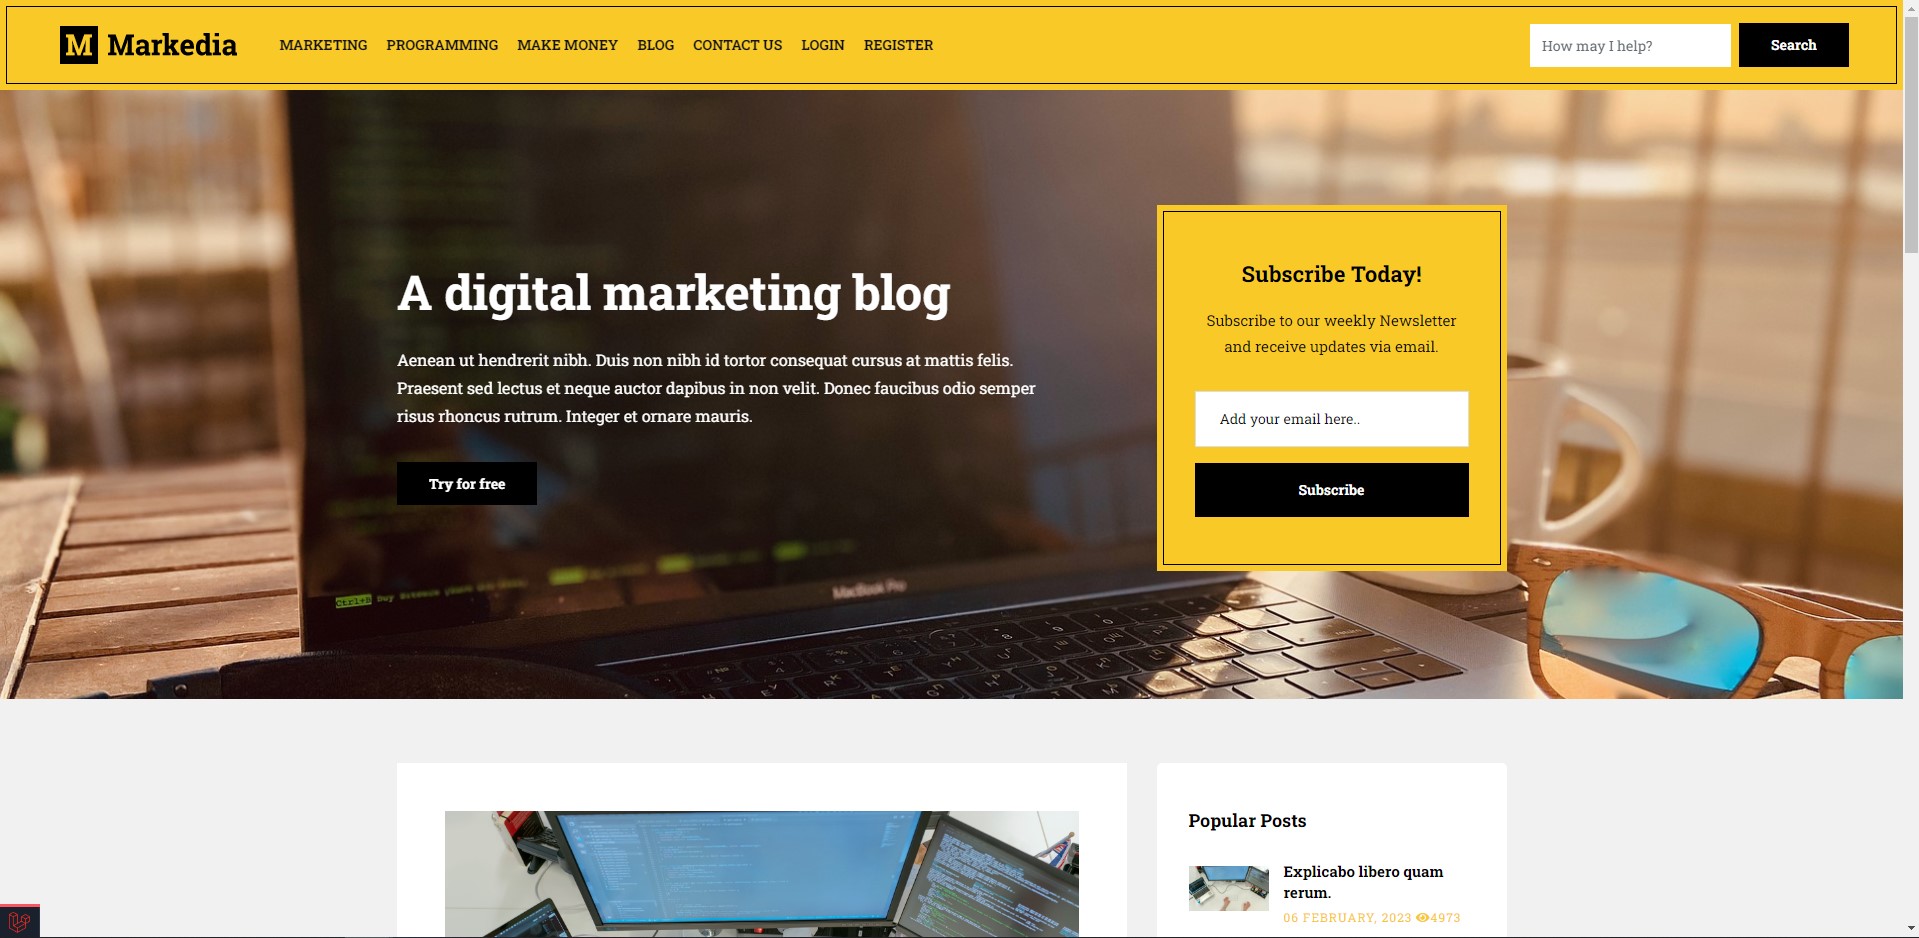 M Markedia
MARKETING PROGRAMMING MAKE MONEY BLOG CONTACT US LOGIN REGISTER
How may I help?
Search
A digital marketing blog
Aenean ut hendrerit nibh. Duis non nibh id tortor consequat cursus at mattis felis.
Praesent sed lectus et neque auctor dapibus in non velit. Donec faucibus odio semper
risus rhoncus rutrum. Integer et ornare mauris.
Try for free
Subscribe Today!
Subscribe to our weekly Newsletter
and receive updates via email.
Add your email here..
Subscribe
Ctrl+B
MacBook Pro
Popular Posts
Explicabo libero quam
rerum.
06 FEBRUARY, 2023 4973